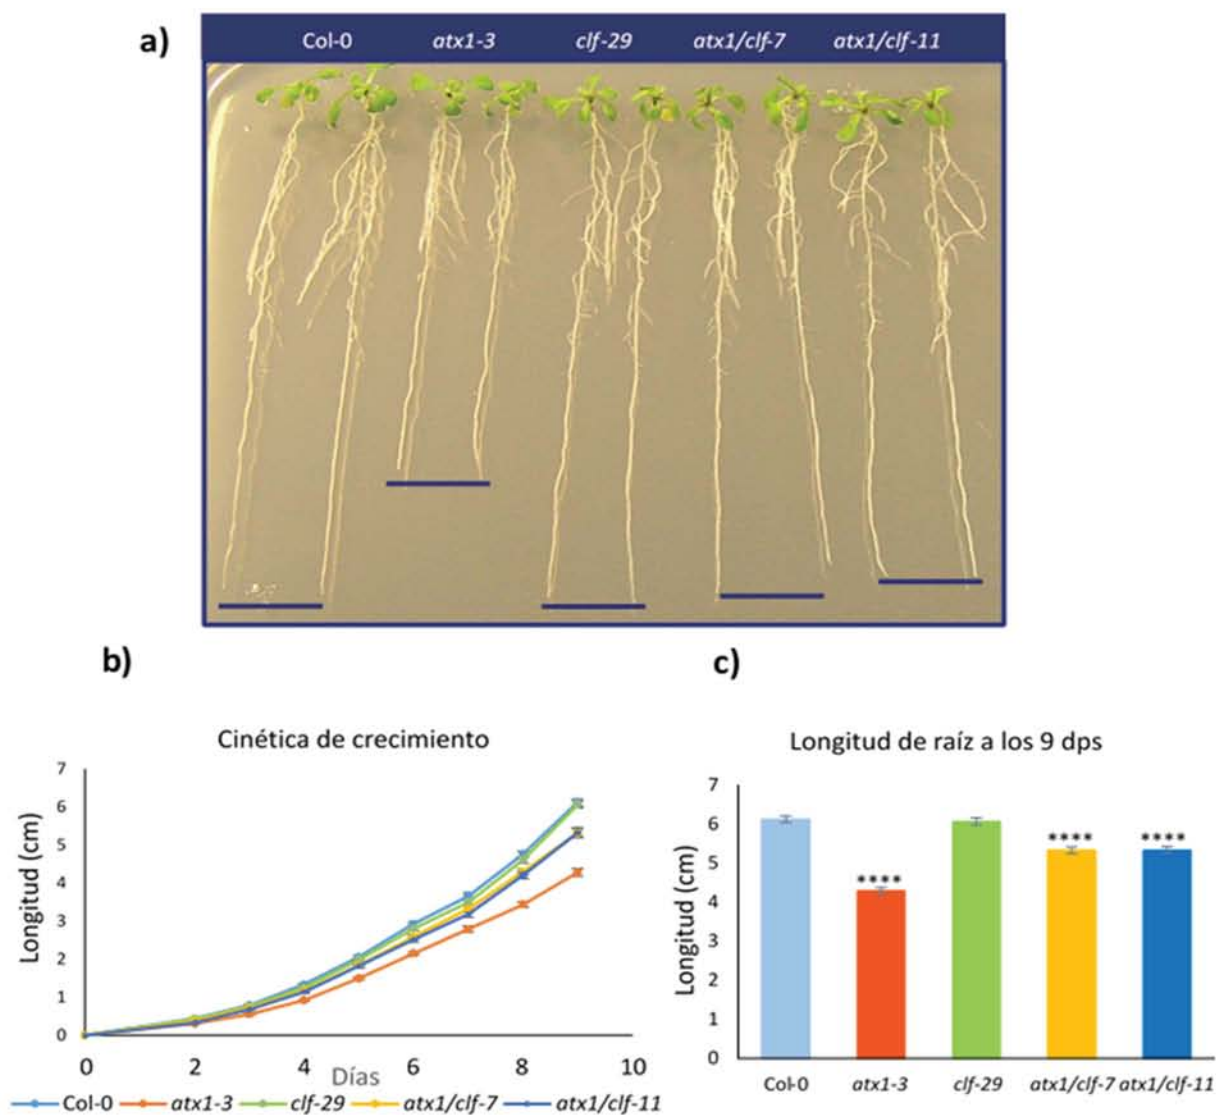 a)
Col-0 atx1-3 clf-29 atx1/clf-7 atx1/clf-11
b)
c)
Cinética de crecimiento
Longitud (cm)
7
6
5
4
3
2
1
0
0 2 4 6 8 10
Días
Col-0 atx1-3 clf-29 atx1/clf-7 atx1/clf-11
Longitud de raíz a los 9 dps
Longitud (cm)
7
6
5
4
3
2
1
0
**** **** ****
Col-0 atx1-3 clf-29 atx1/clf-7 atx1/clf-11